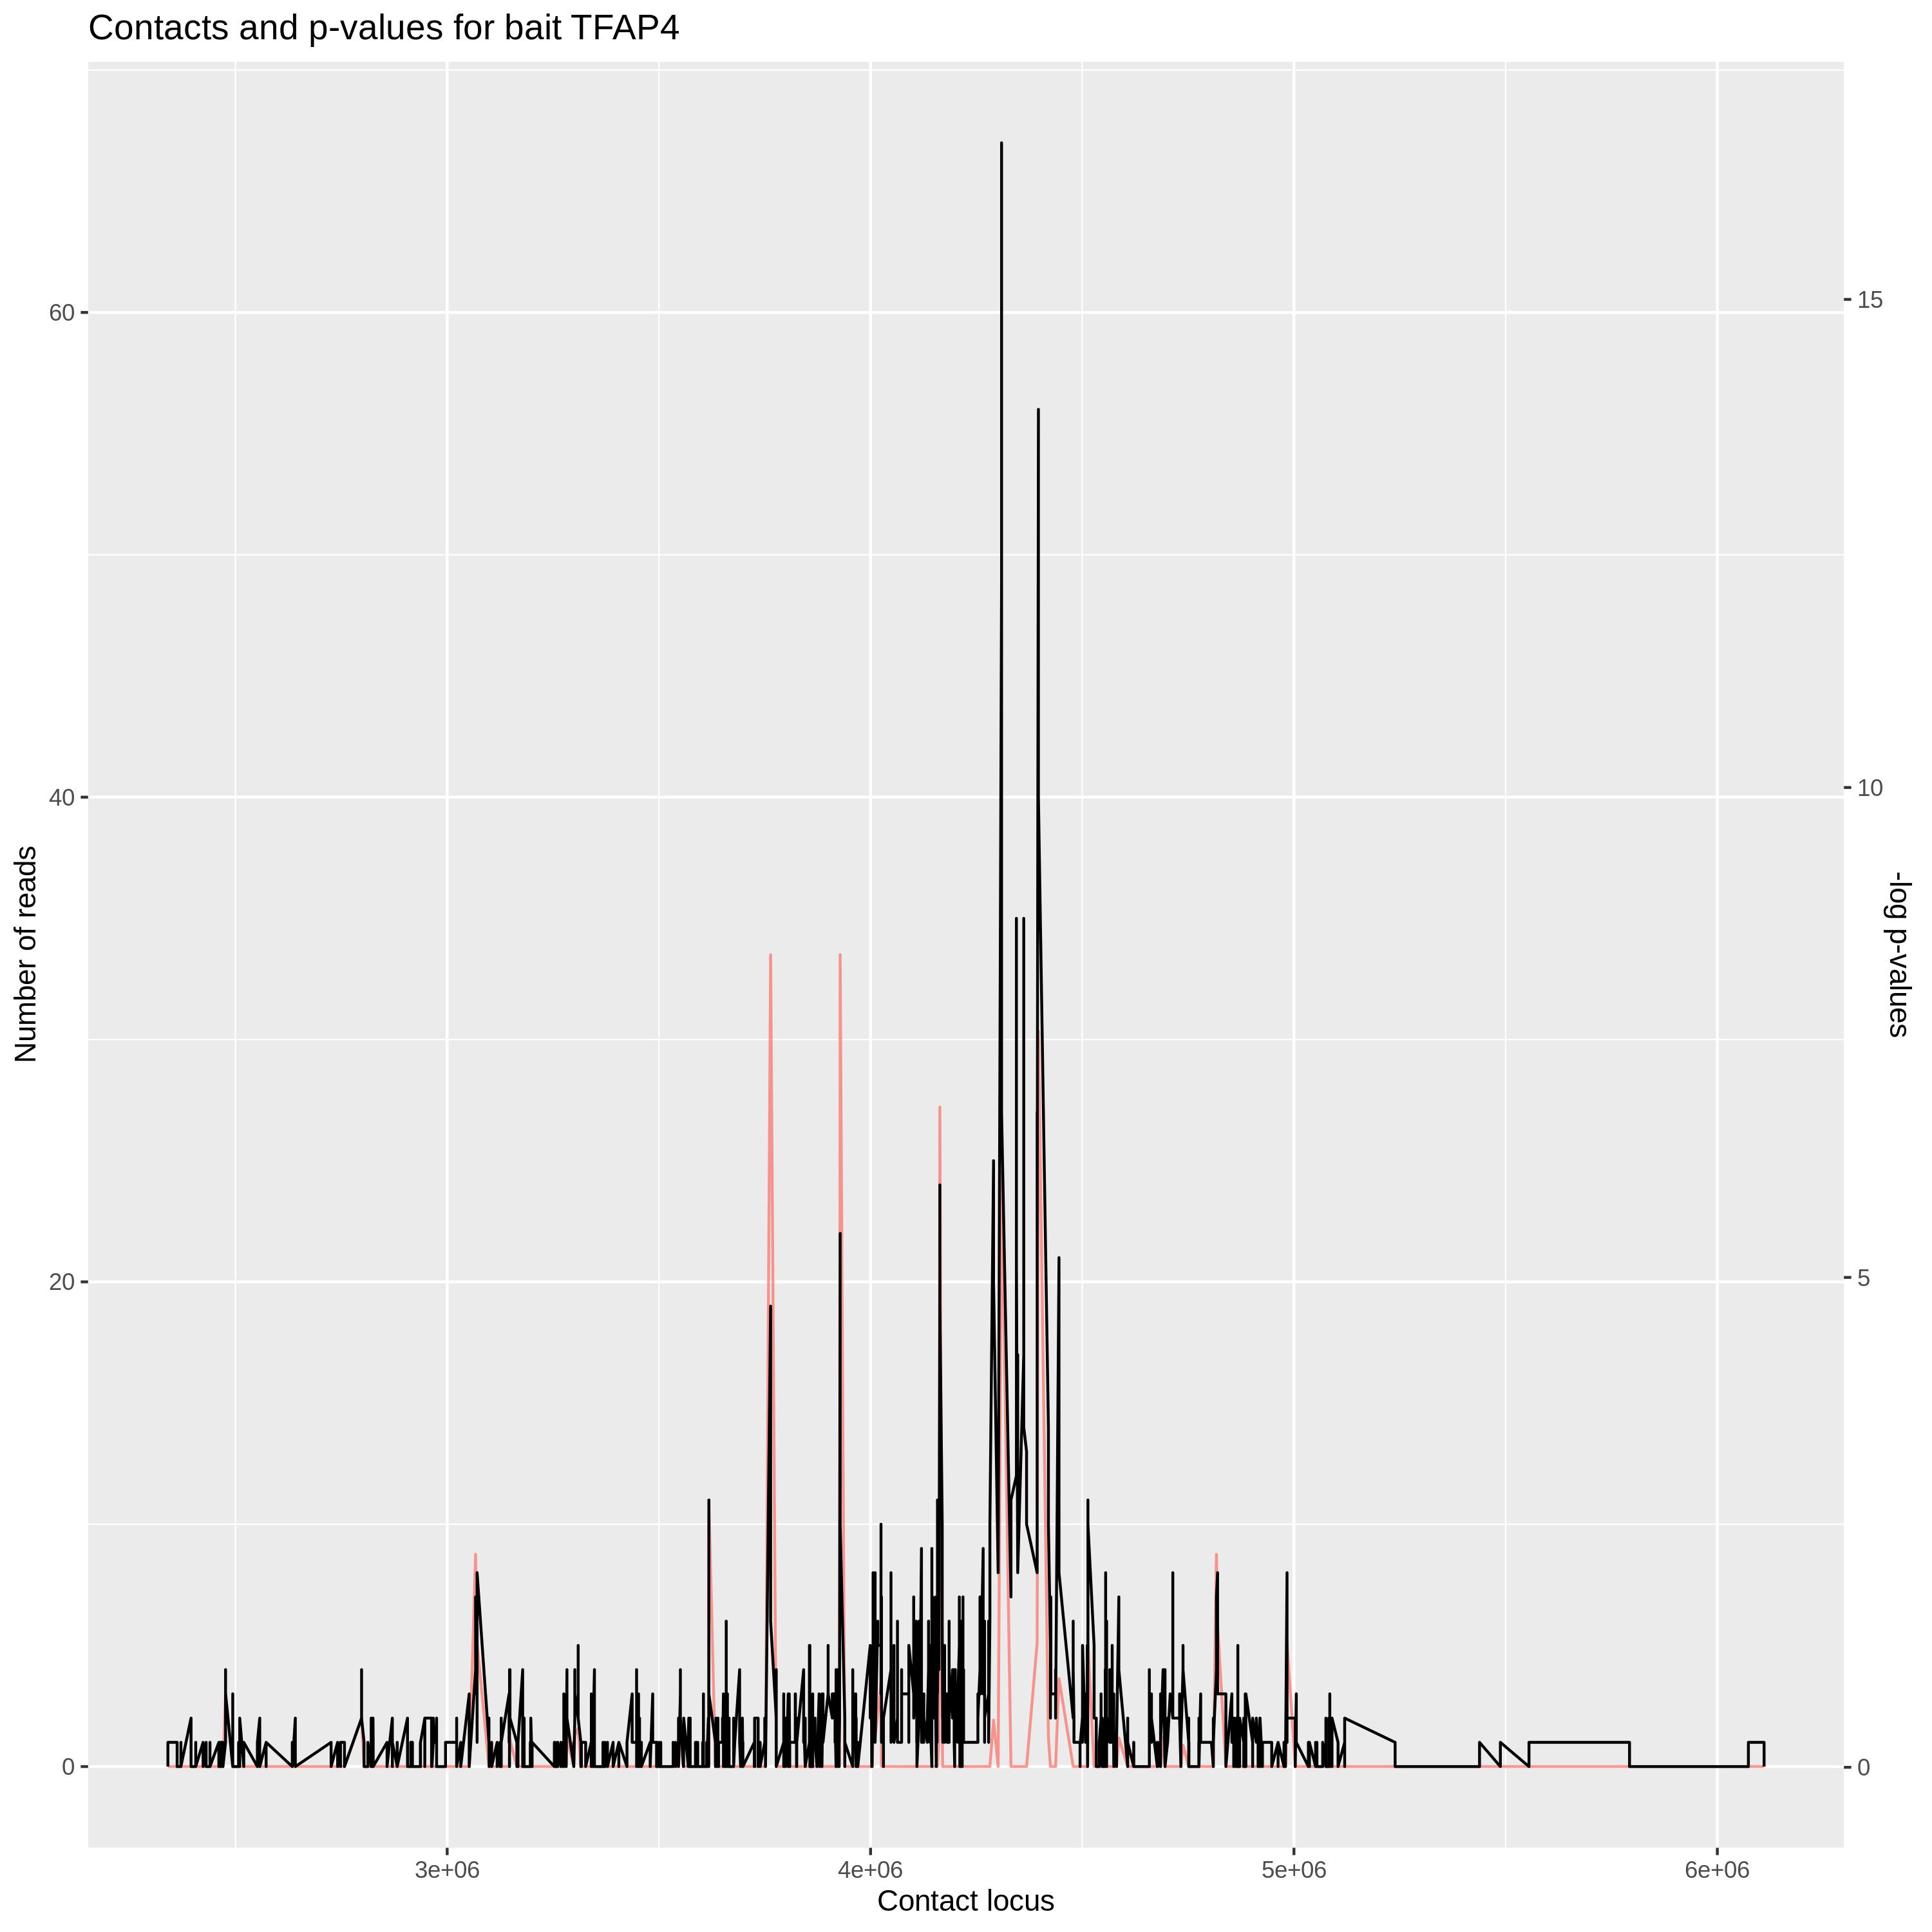 Contacts and p-values for bait TFAP4
60
40
20
0
15
10
5
0
Number of reads
-log p-values
3e+06
4e+06
5e+06
6e+06
Contact locus